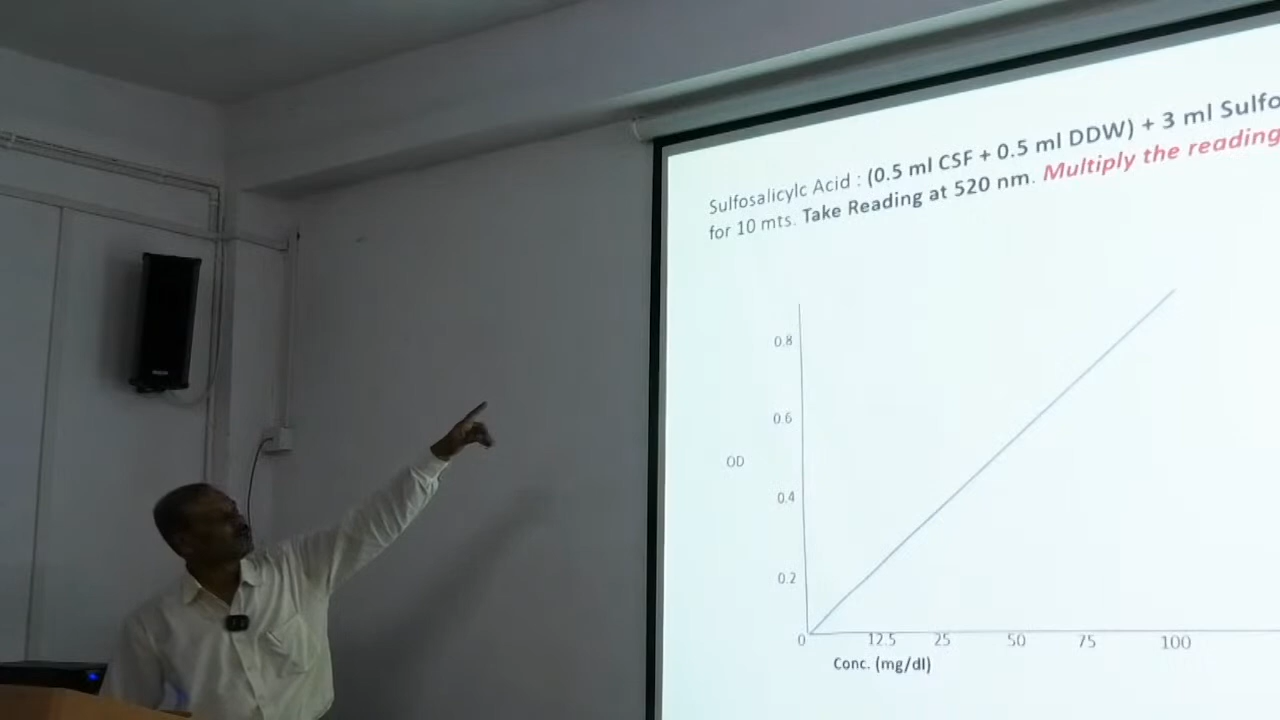 Sulfosalicylc Acid : (0.5 ml CSF + 0.5 ml DDW) + 3 ml Sulfo
for 10 mts. Take Reading at 520 nm. Multiply the reading
0.8
0.6
OD
0.4
0.2
0 12.5 25 50 75 100
Conc. (mg/dl)